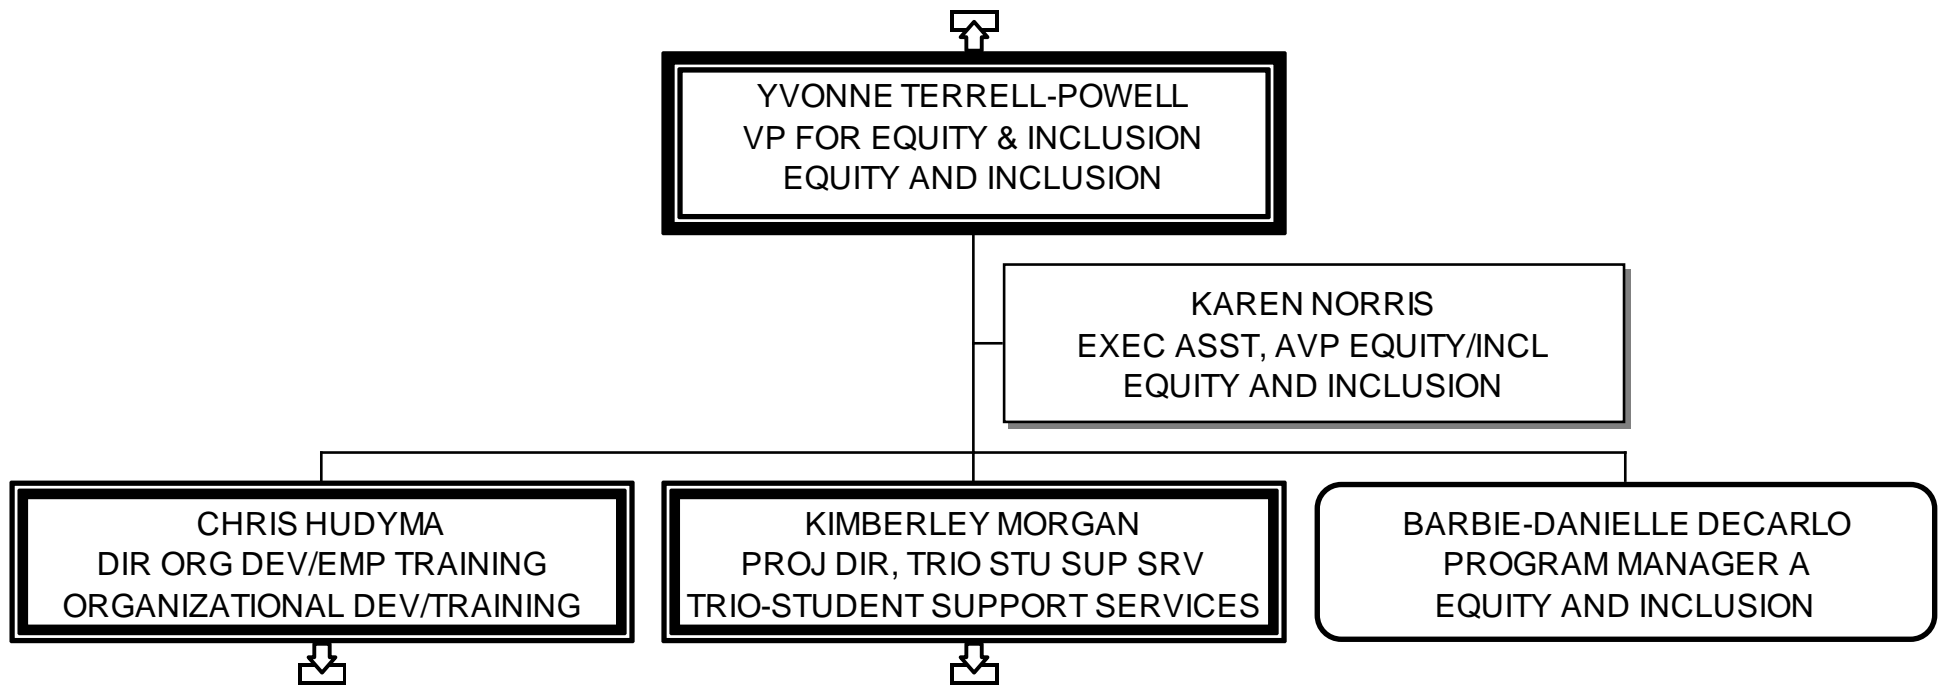 YVONNE TERRELL-POWELL
VP FOR EQUITY & INCLUSION
EQUITY AND INCLUSION
KAREN NORRIS
EXEC ASST, AVP EQUITY/INCL
EQUITY AND INCLUSION
CHRIS HUDYMA
DIR ORG DEV/EMP TRAINING
ORGANIZATIONAL DEV/TRAINING
KIMBERLEY MORGAN
PROJ DIR, TRIO STU SUP SRV
TRIO-STUDENT SUPPORT SERVICES
BARBIE-DANIELLE DECARLO
PROGRAM MANAGER A
EQUITY AND INCLUSION